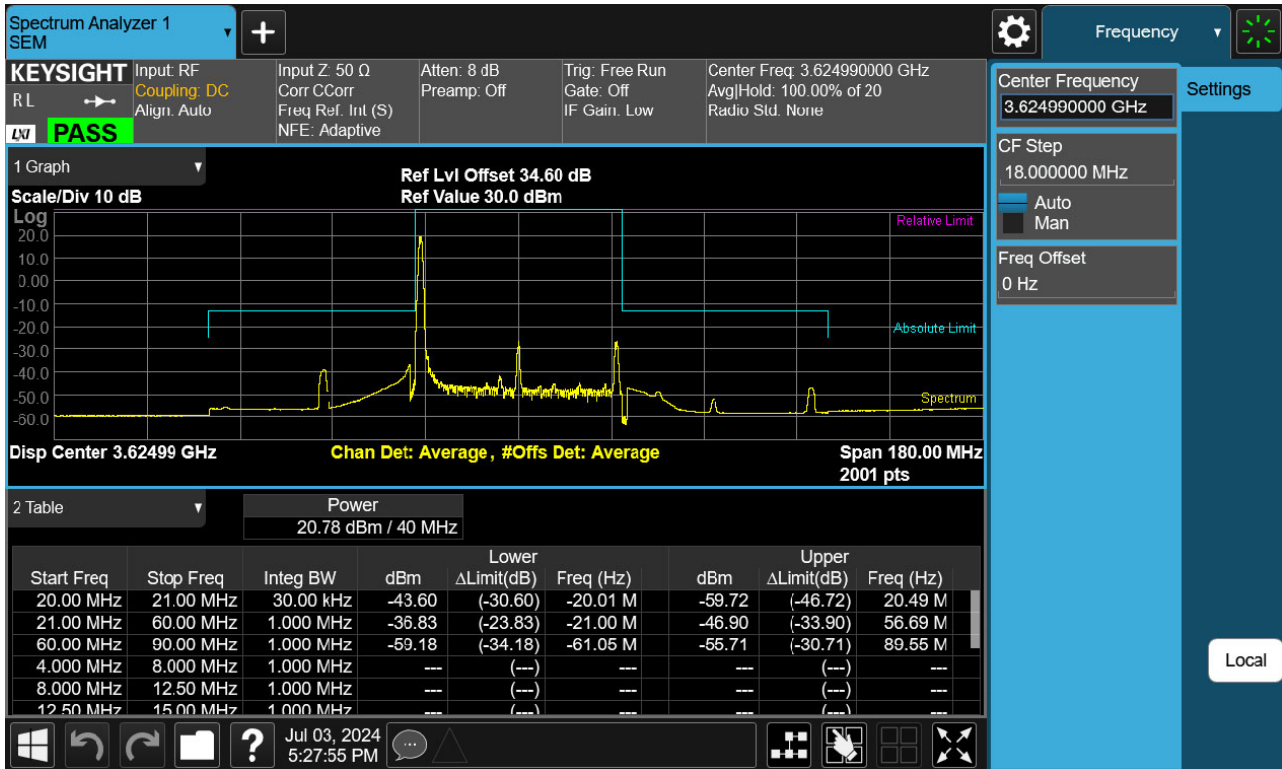 Spectrum Analyzer 1
SEM
+
Frequency
KEYSIGHT
R L
LXI
PASS
Input: RF
Coupling: DC
Align: Auto
Input Z: 50 Ω
Corr CCorr
Freq Ref: Int (S)
NFE: Adaptive
Atten: 8 dB
Preamp: Off
Trig: Free Run
Gate: Off
IF Gain: Low
Center Freq: 3.624990000 GHz
Avg|Hold: 100.00% of 20
Radio Std: None
Center Frequency
3.624990000 GHz
Settings
CF Step
18.000000 MHz
Auto
Man
Freq Offset
0 Hz
Local
1 Graph
Scale/Div 10 dB
Ref Lvl Offset 34.60 dB
Ref Value 30.0 dBm
Log
20.0
10.0
0.00
-10.0
-20.0
-30.0
-40.0
-50.0
-60.0
Relative Limit
Absolute Limit
Spectrum
Disp Center 3.62499 GHz
Chan Det: Average, #Offs Det: Average
Span 180.00 MHz
2001 pts
2 Table
Power
20.78 dBm / 40 MHz
Lower Upper
Start Freq Stop Freq Integ BW dBm ΔLimit(dB) Freq (Hz) dBm ΔLimit(dB) Freq (Hz)
20.00 MHz 21.00 MHz 30.00 kHz -43.60 (-30.60) -20.01 M -59.72 (-46.72) 20.49 M
21.00 MHz 60.00 MHz 1.000 MHz -36.83 (-23.83) -21.00 M -46.90 (-33.90) 56.69 M
60.00 MHz 90.00 MHz 1.000 MHz -59.18 (-34.18) -61.05 M -55.71 (-30.71) 89.55 M
4.000 MHz 8.000 MHz 1.000 MHz --- (---) --- --- (---) ---
8.000 MHz 12.50 MHz 1.000 MHz --- (---) --- --- (---) ---
12.50 MHz 15.00 MHz 1.000 MHz --- (---) --- --- (---) ---
?
Jul 03, 2024
5:27:55 PM